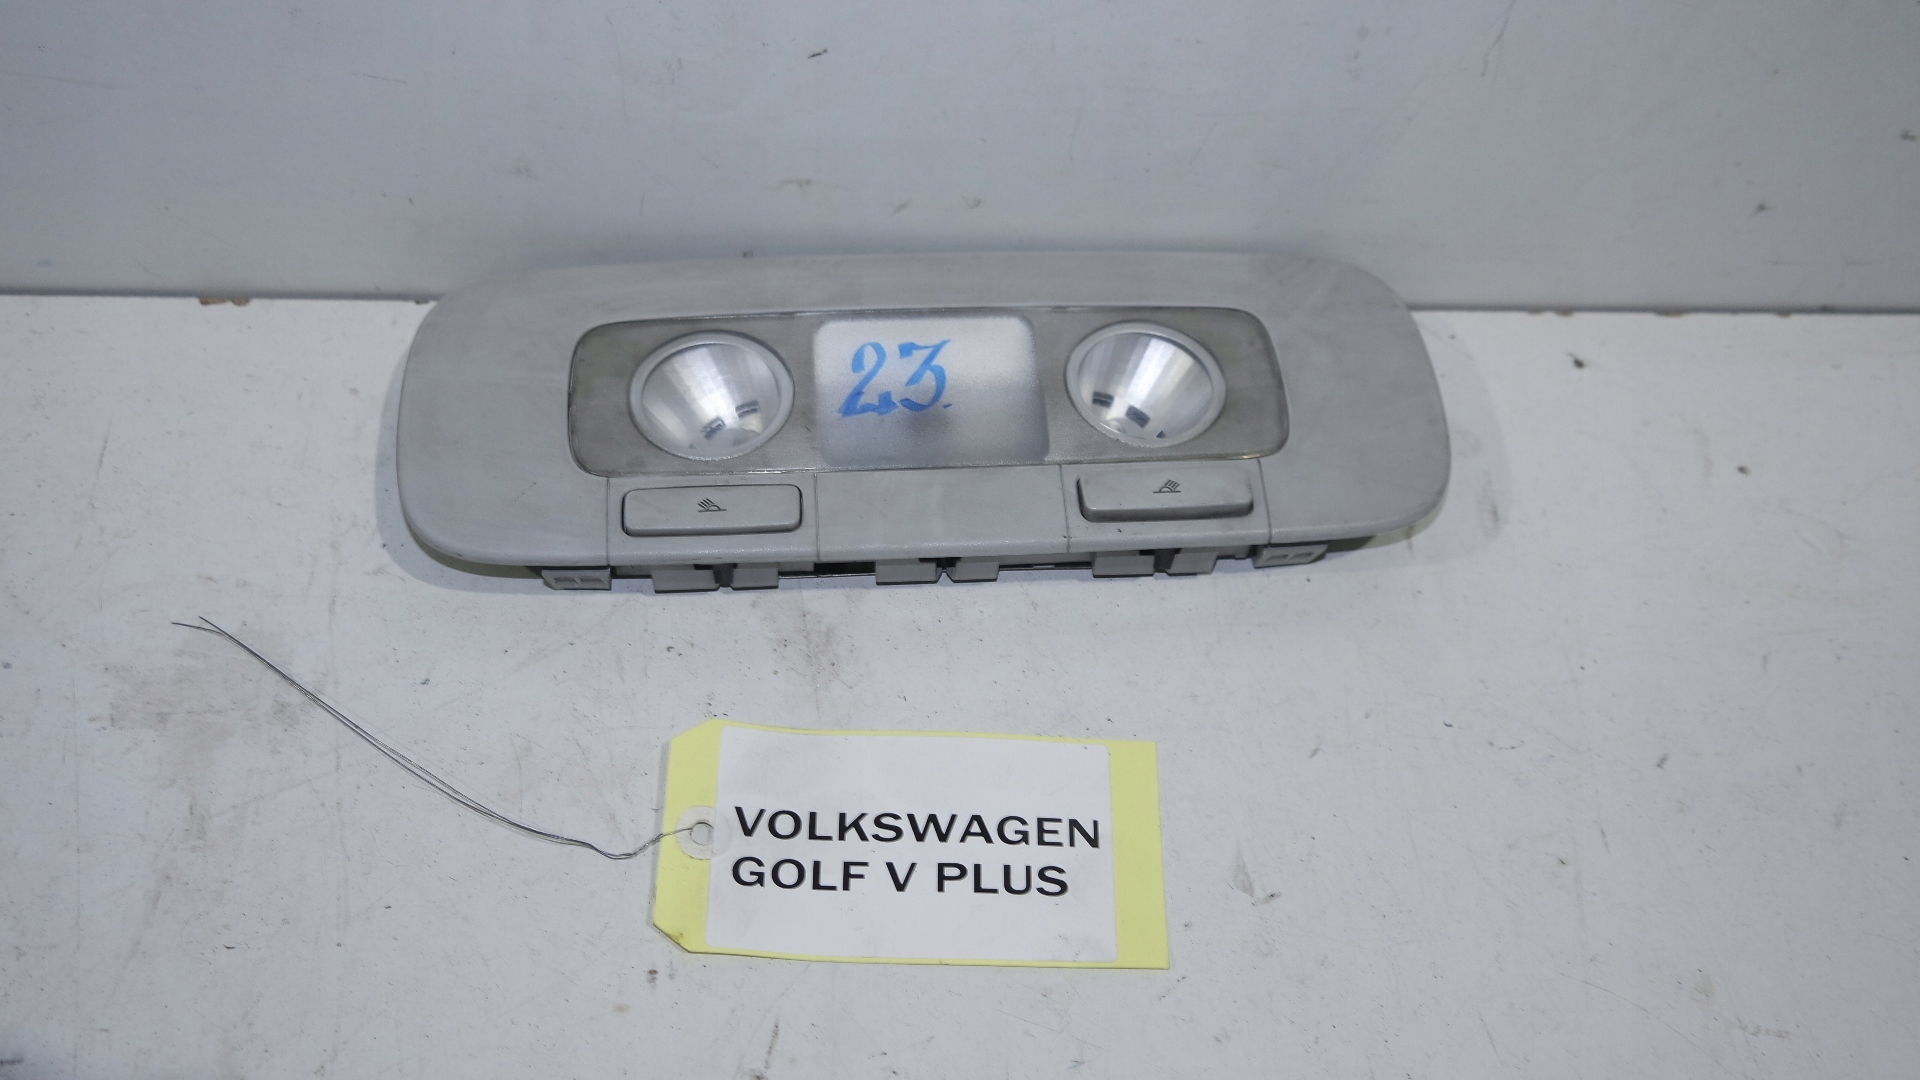 23.
VOLKSWAGEN
GOLF V PLUS